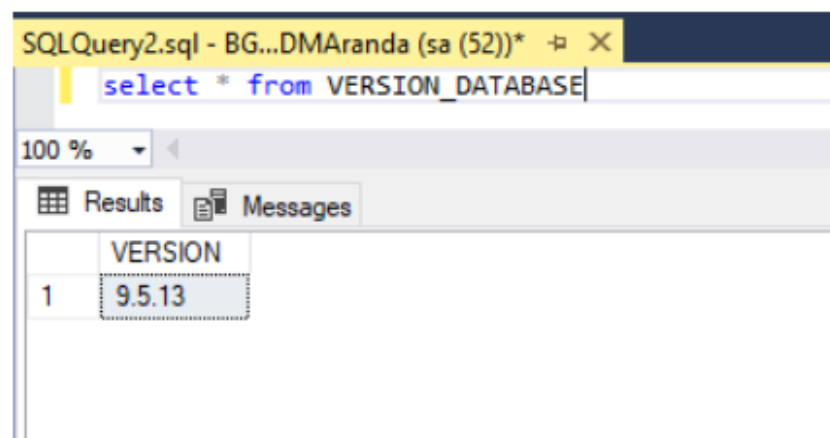 SQLQuery2.sql - BG...DMAranda (sa (52))*
select * from VERSION_DATABASE
100 %
Results Messages
VERSION
1 9.5.13